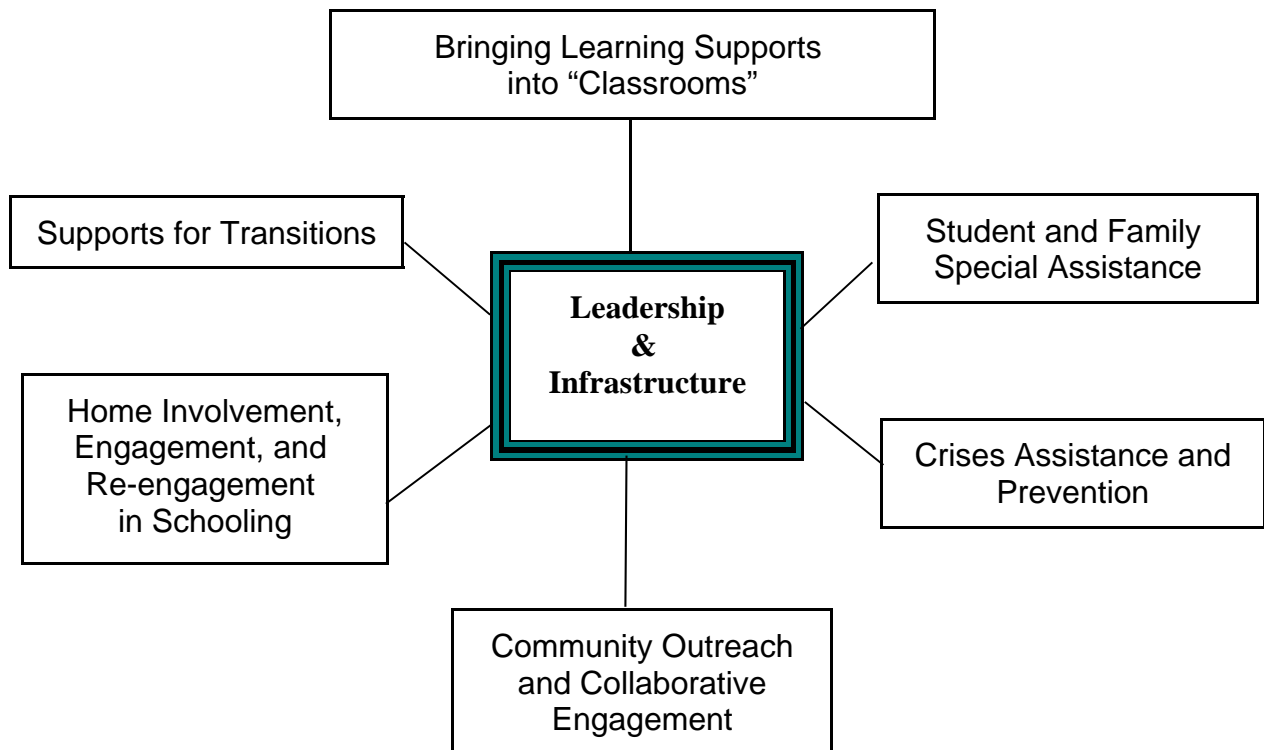 Bringing Learning Supports
into “Classrooms”
Supports for Transitions
Student and Family
Special Assistance
Leadership
&
Infrastructure
Home Involvement,
Engagement, and
Re-engagement
in Schooling
Crises Assistance and
Prevention
Community Outreach
and Collaborative
Engagement